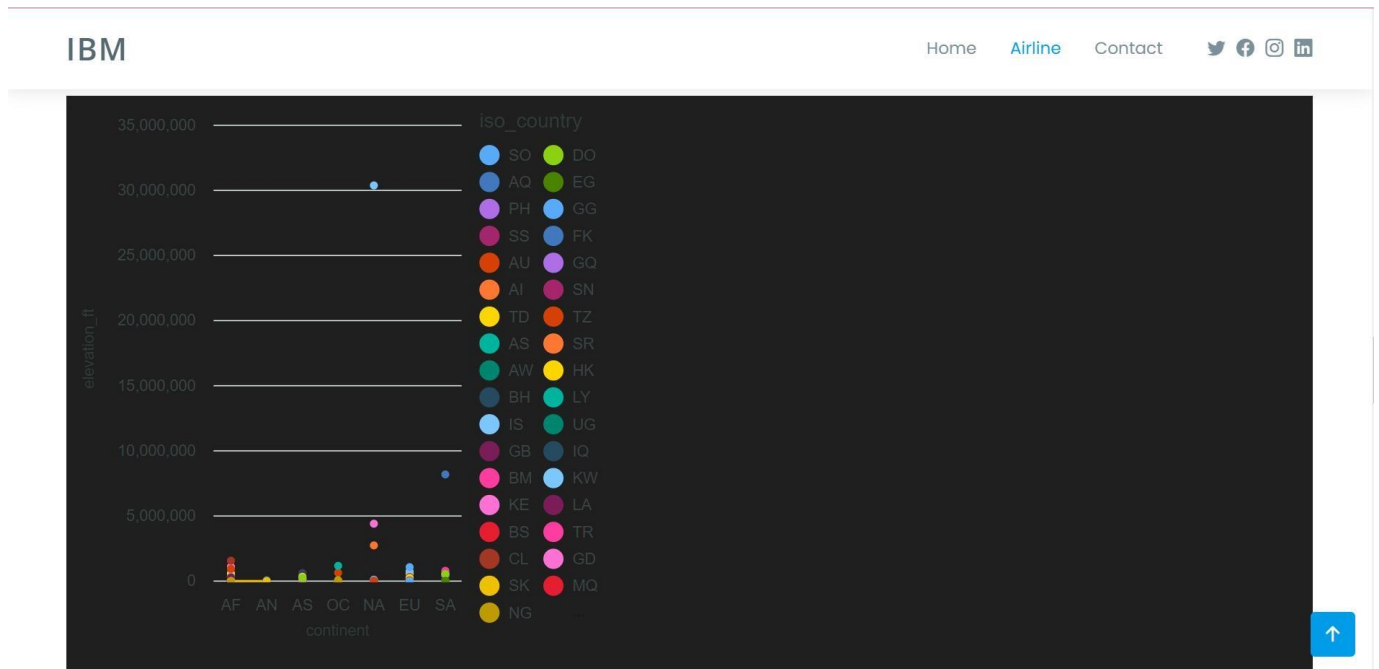 IBM
Home Airline Contact
35,000,000
30,000,000
25,000,000
20,000,000
15,000,000
10,000,000
5,000,000
0
elevation_ft
AF AN AS OC NA EU SA
continent
iso_country
SO DO
AQ EG
PH GG
SS FK
AU GQ
AI SN
TD TZ
AS SR
AW HK
BH LY
IS UG
GB IQ
BM KW
KE LA
BS TR
CL GD
SK MQ
NG